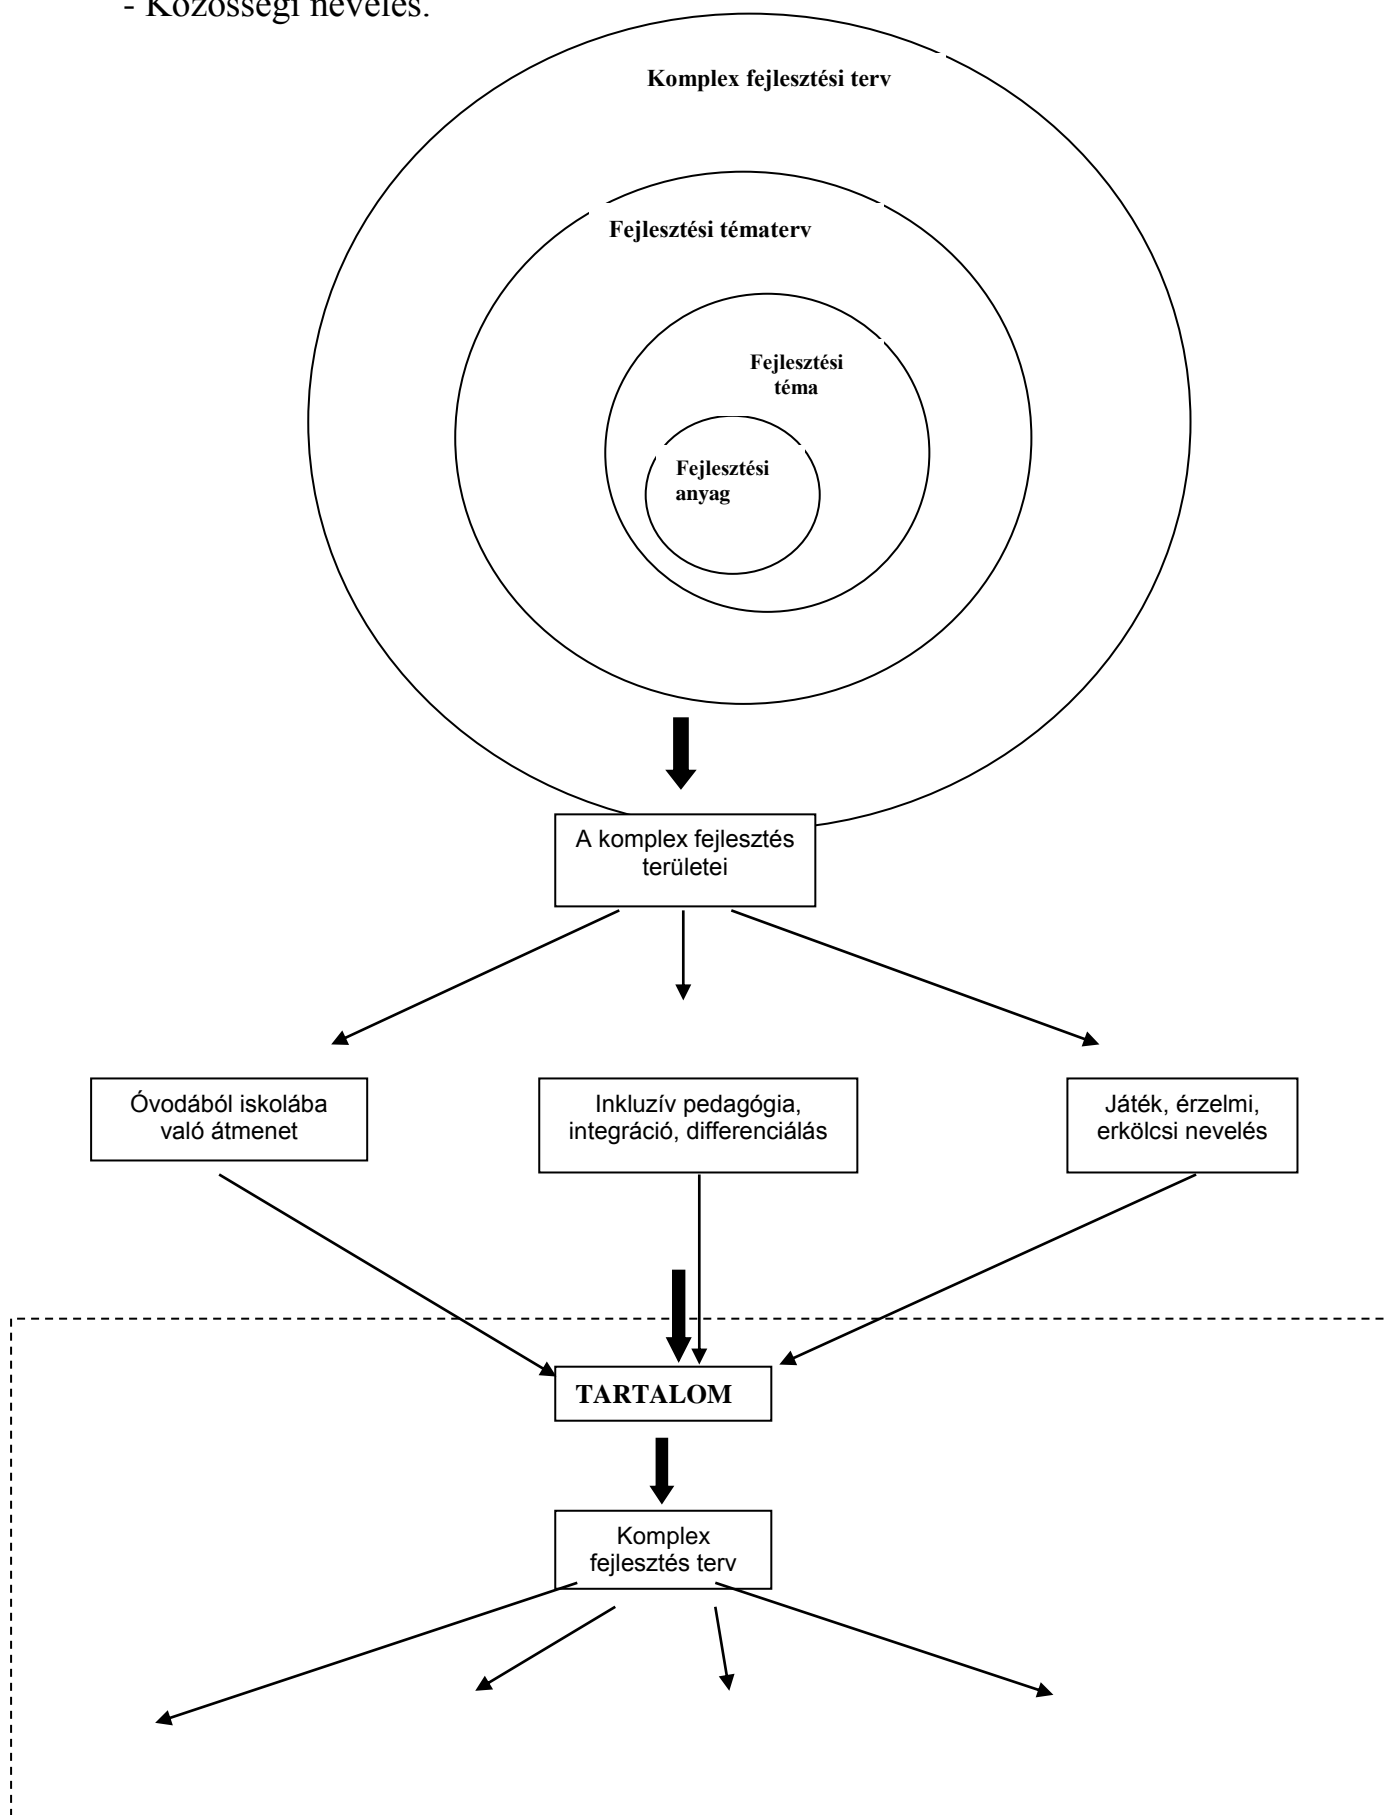 - Közösségi nevelés.
Komplex fejlesztési terv
Fejlesztési tématerv
Fejlesztési
téma
Fejlesztési
anyag
A komplex fejlesztés
területei
Óvodából iskolába
való átmenet
Inkluzív pedagógia,
integráció, differenciálás
Játék, érzelmi,
erkölcsi nevelés
TARTALOM
Komplex
fejlesztés terv